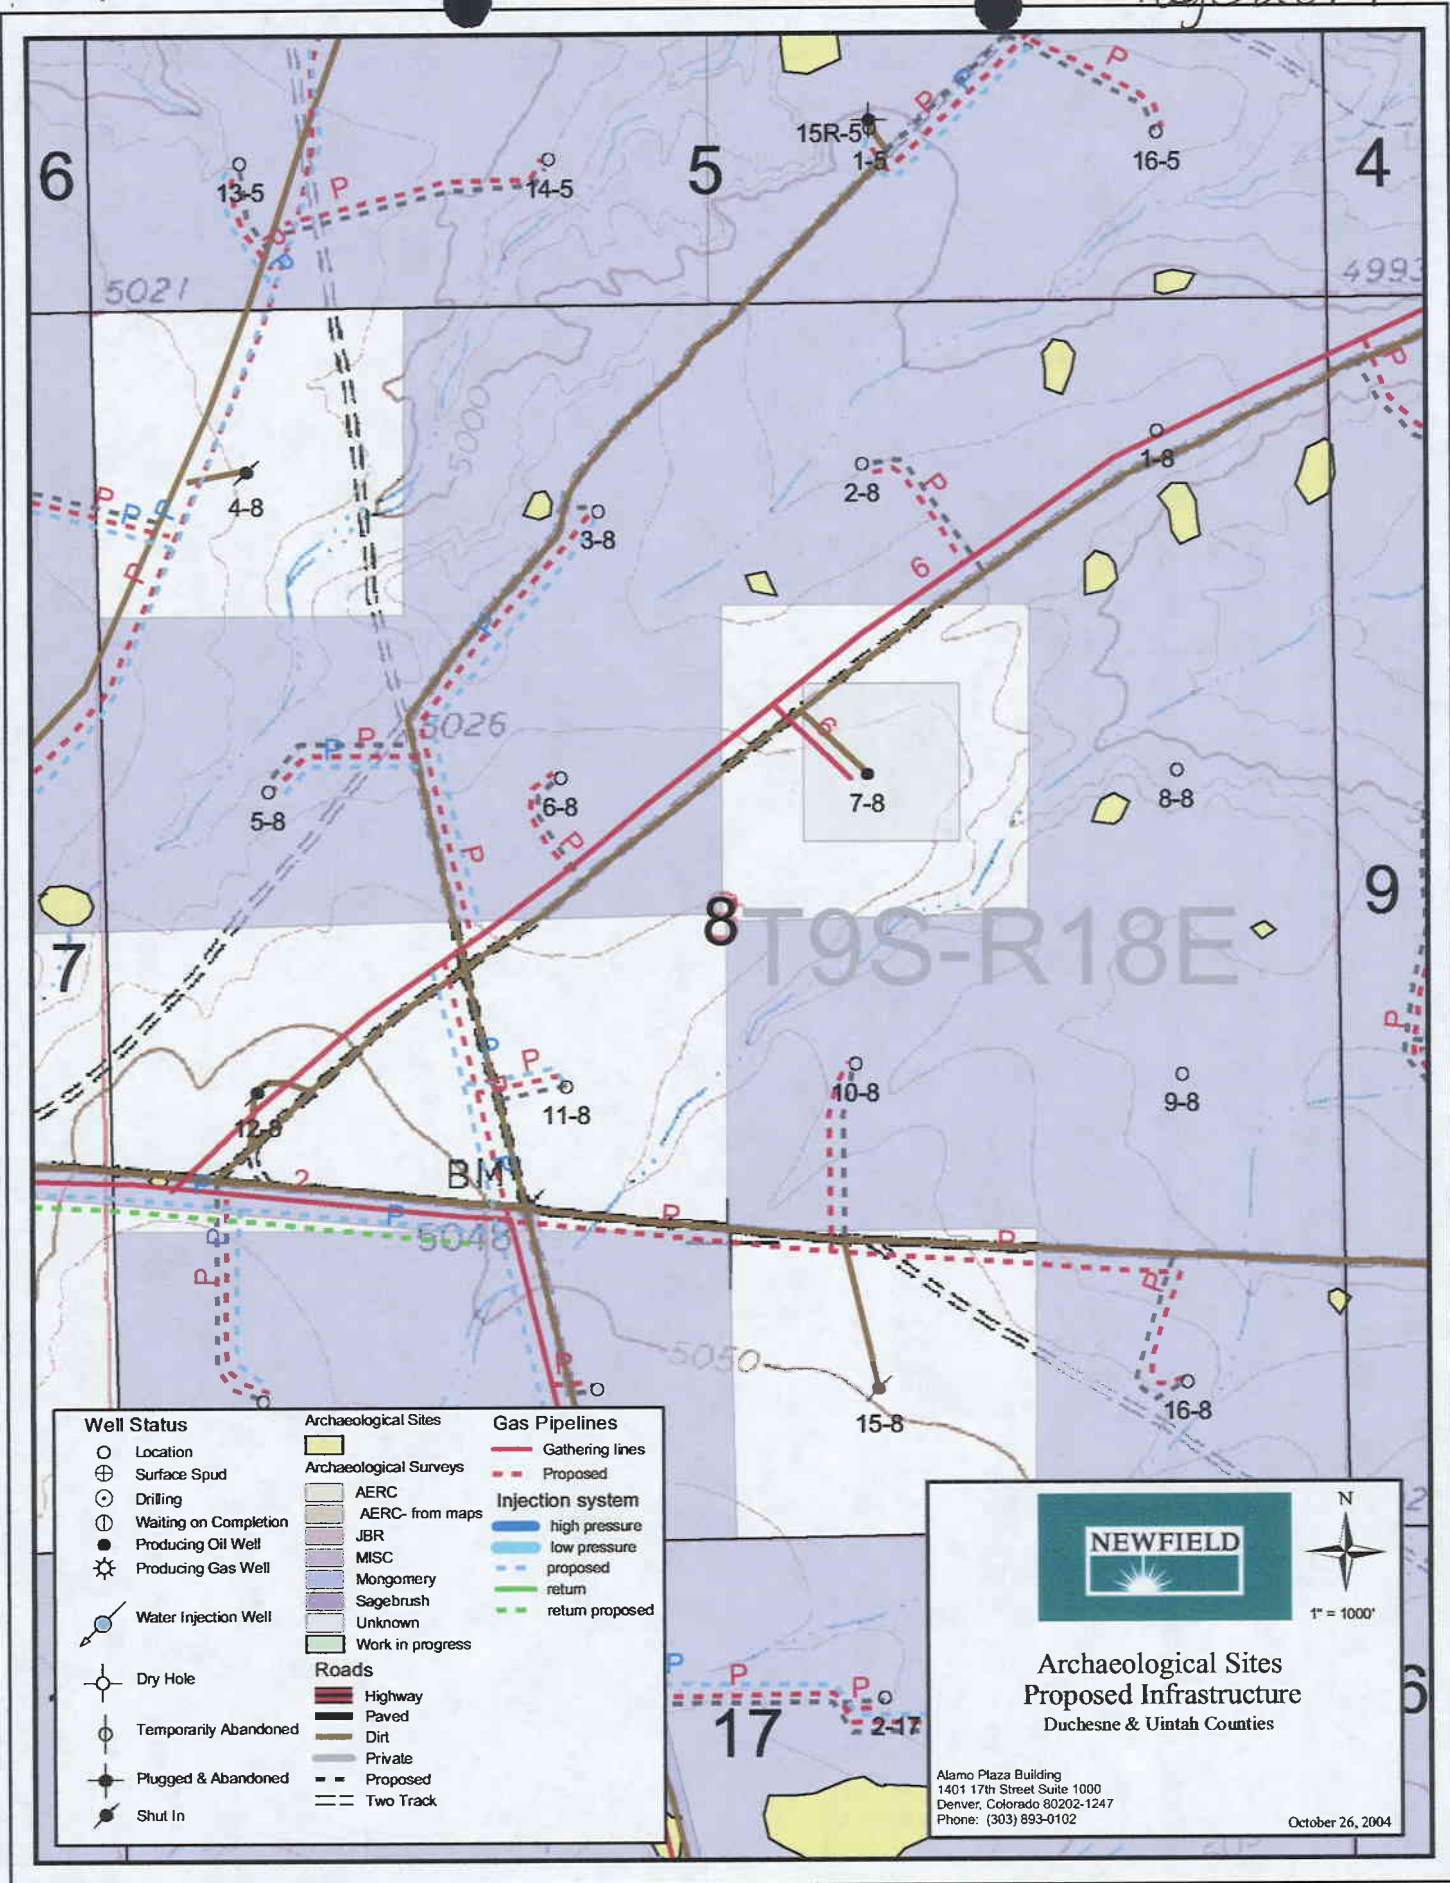 6
5
4
13-5
14-5
15R-5
1-5
16-5
P
P
P
P
P
P
P
5021
4993
5000
4-8
2-8
1-8
3-8
P
P
P
P
P
P
P
6
5026
P
P
5-8
6-8
P
P
6
7-8
8-8
7
8
9
T9S-R18E
P
P
P
P
11-8
10-8
9-8
12-8
2
BM
P
P
P
P
P
5048
P
P
P
5050
15-8
16-8
Well Status
Location
Surface Spud
Drilling
Waiting on Completion
Producing Oil Well
Producing Gas Well
Water Injection Well
Dry Hole
Temporarily Abandoned
Plugged & Abandoned
Shut In
Archaeological Sites
Archaeological Surveys
AERC
AERC- from maps
JBR
MISC
Mongomery
Sagebrush
Unknown
Work in progress
Roads
Highway
Paved
Dirt
Private
Proposed
Two Track
Gas Pipelines
Gathering lines
Proposed
Injection system
high pressure
low pressure
proposed
return
return proposed
P
P
P
17
2-17
NEWFIELD
N
1" = 1000'
Archaeological Sites
Proposed Infrastructure
Duchesne & Uintah Counties
Alamo Plaza Building
1401 17th Street Suite 1000
Denver, Colorado 80202-1247
Phone: (303) 893-0102
October 26, 2004